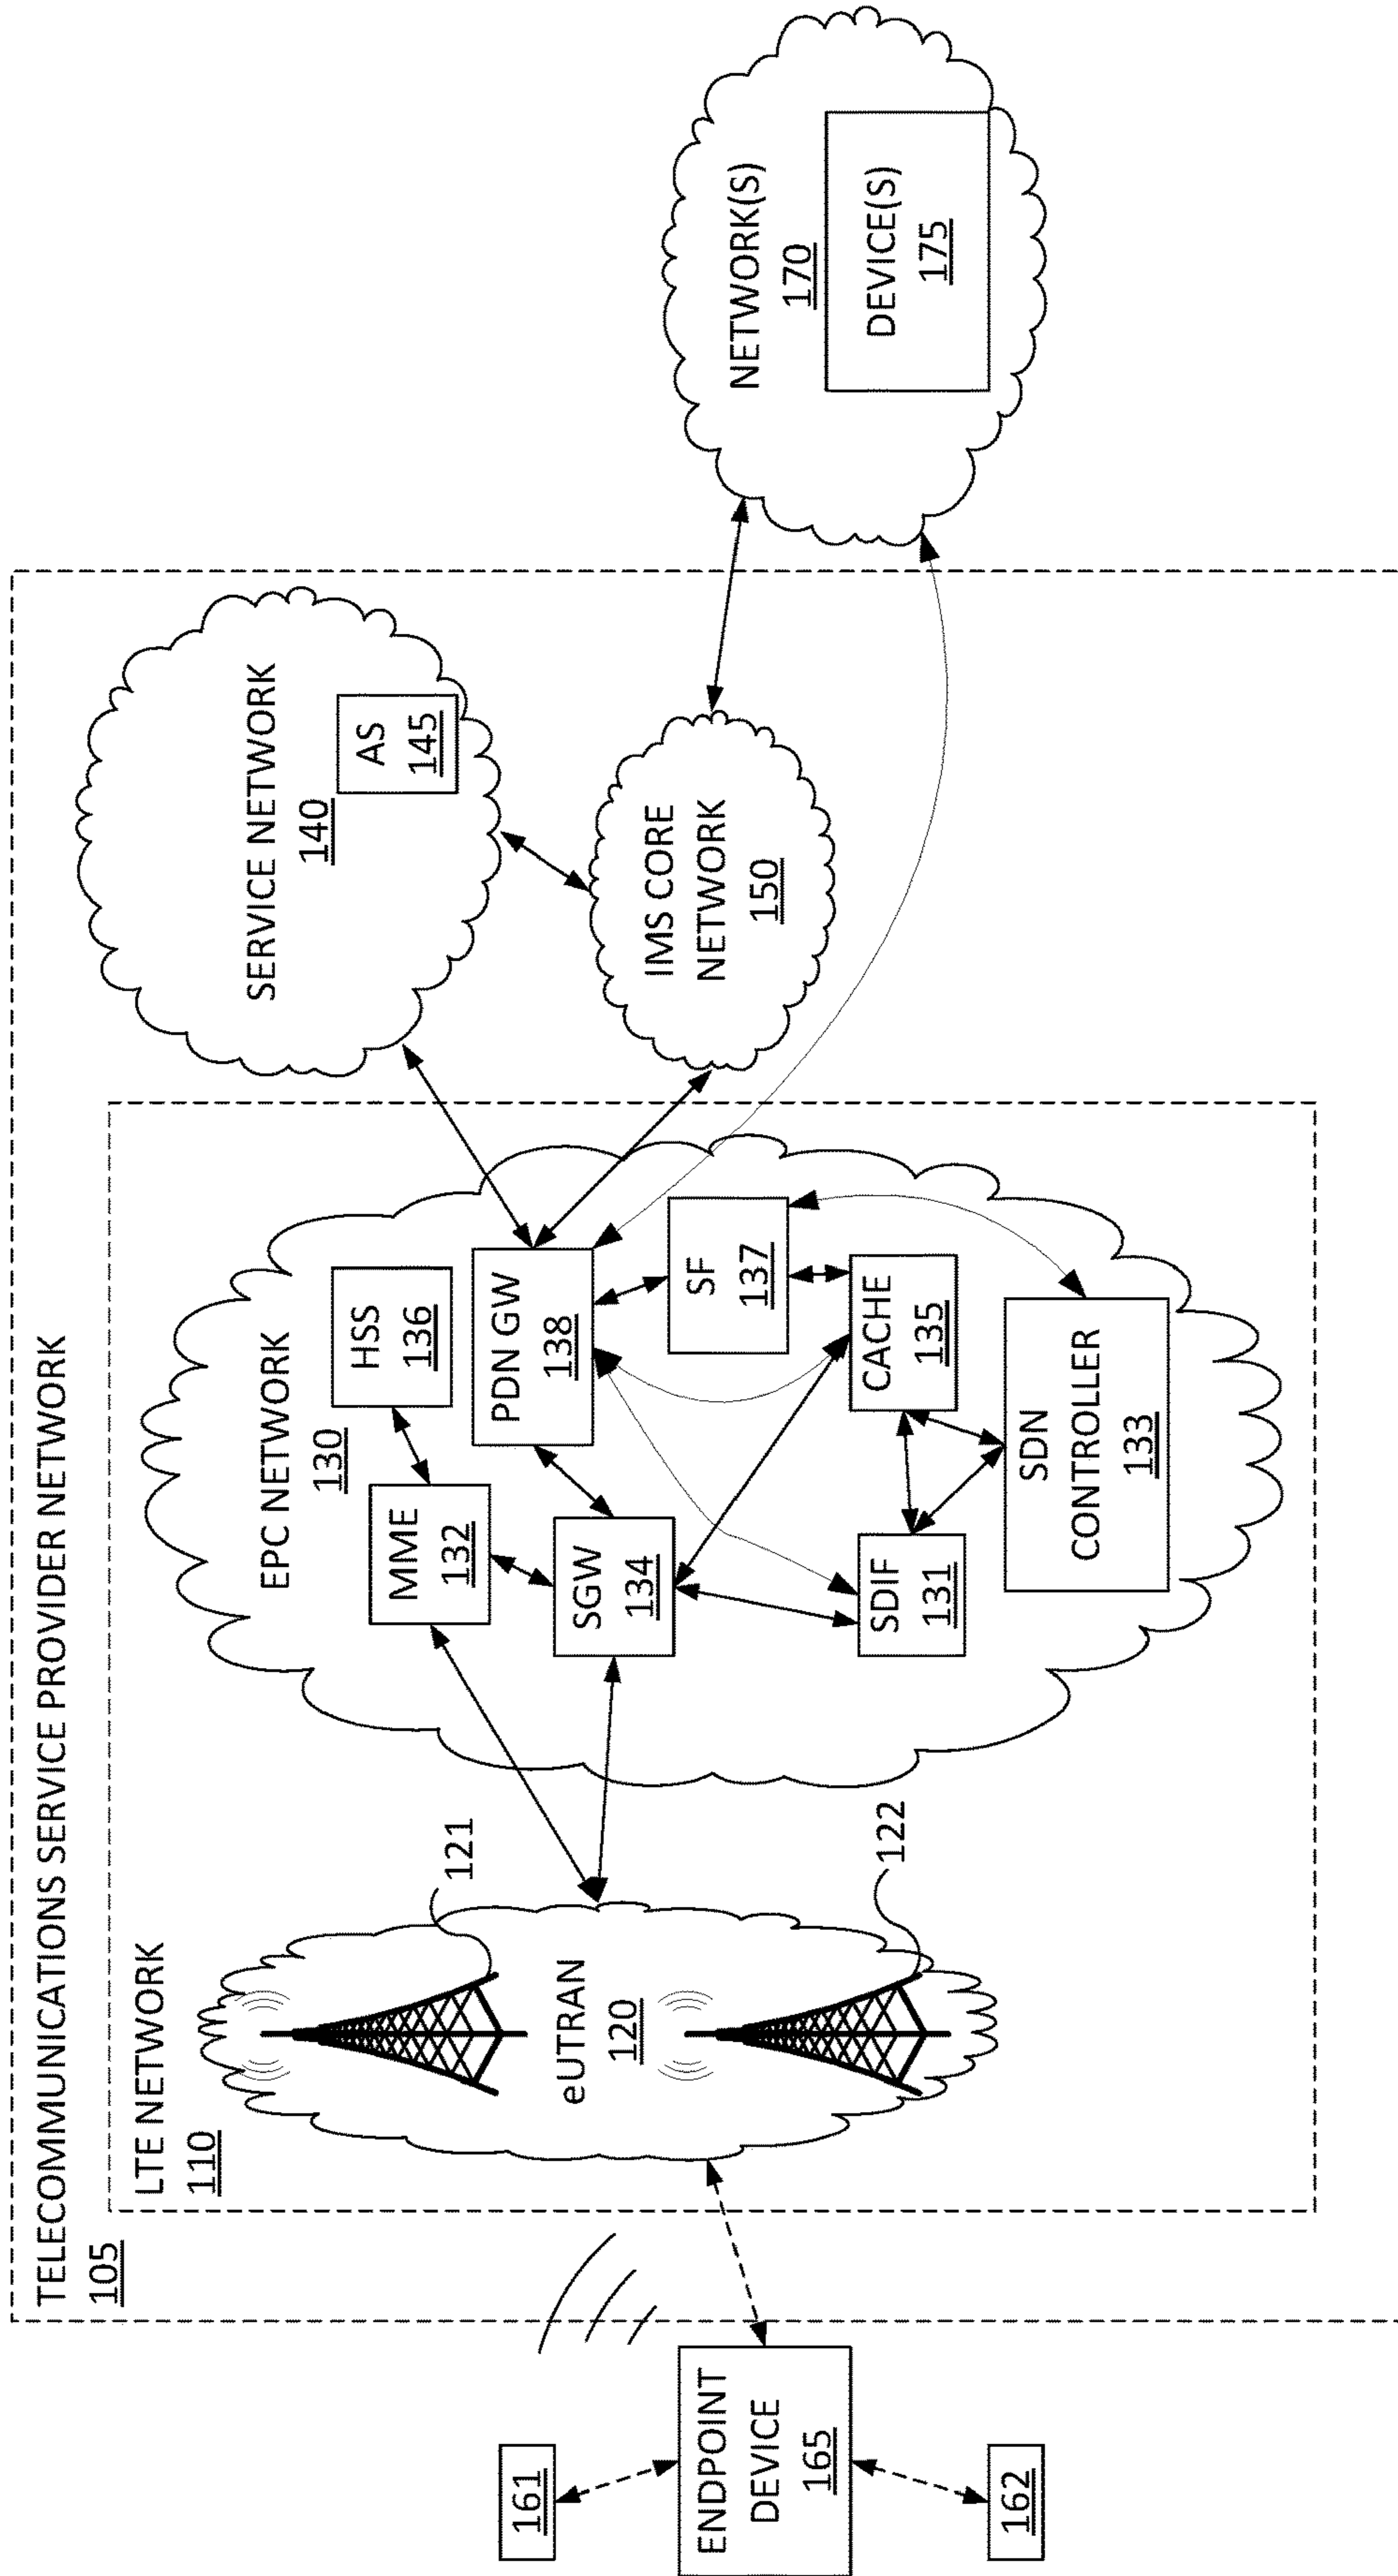 TELECOMMUNICATIONS SERVICE PROVIDER NETWORK
105
LTE NETWORK
110
161
ENDPOINT
DEVICE
165
162
eUTRAN
120
121
122
EPC NETWORK
130
MME
132
HSS
136
SGW
134
PDN GW
138
SF
137
SDIF
131
CACHE
135
SDN
CONTROLLER
133
SERVICE NETWORK
140
AS
145
IMS CORE
NETWORK
150
NETWORK(S)
170
DEVICE(S)
175